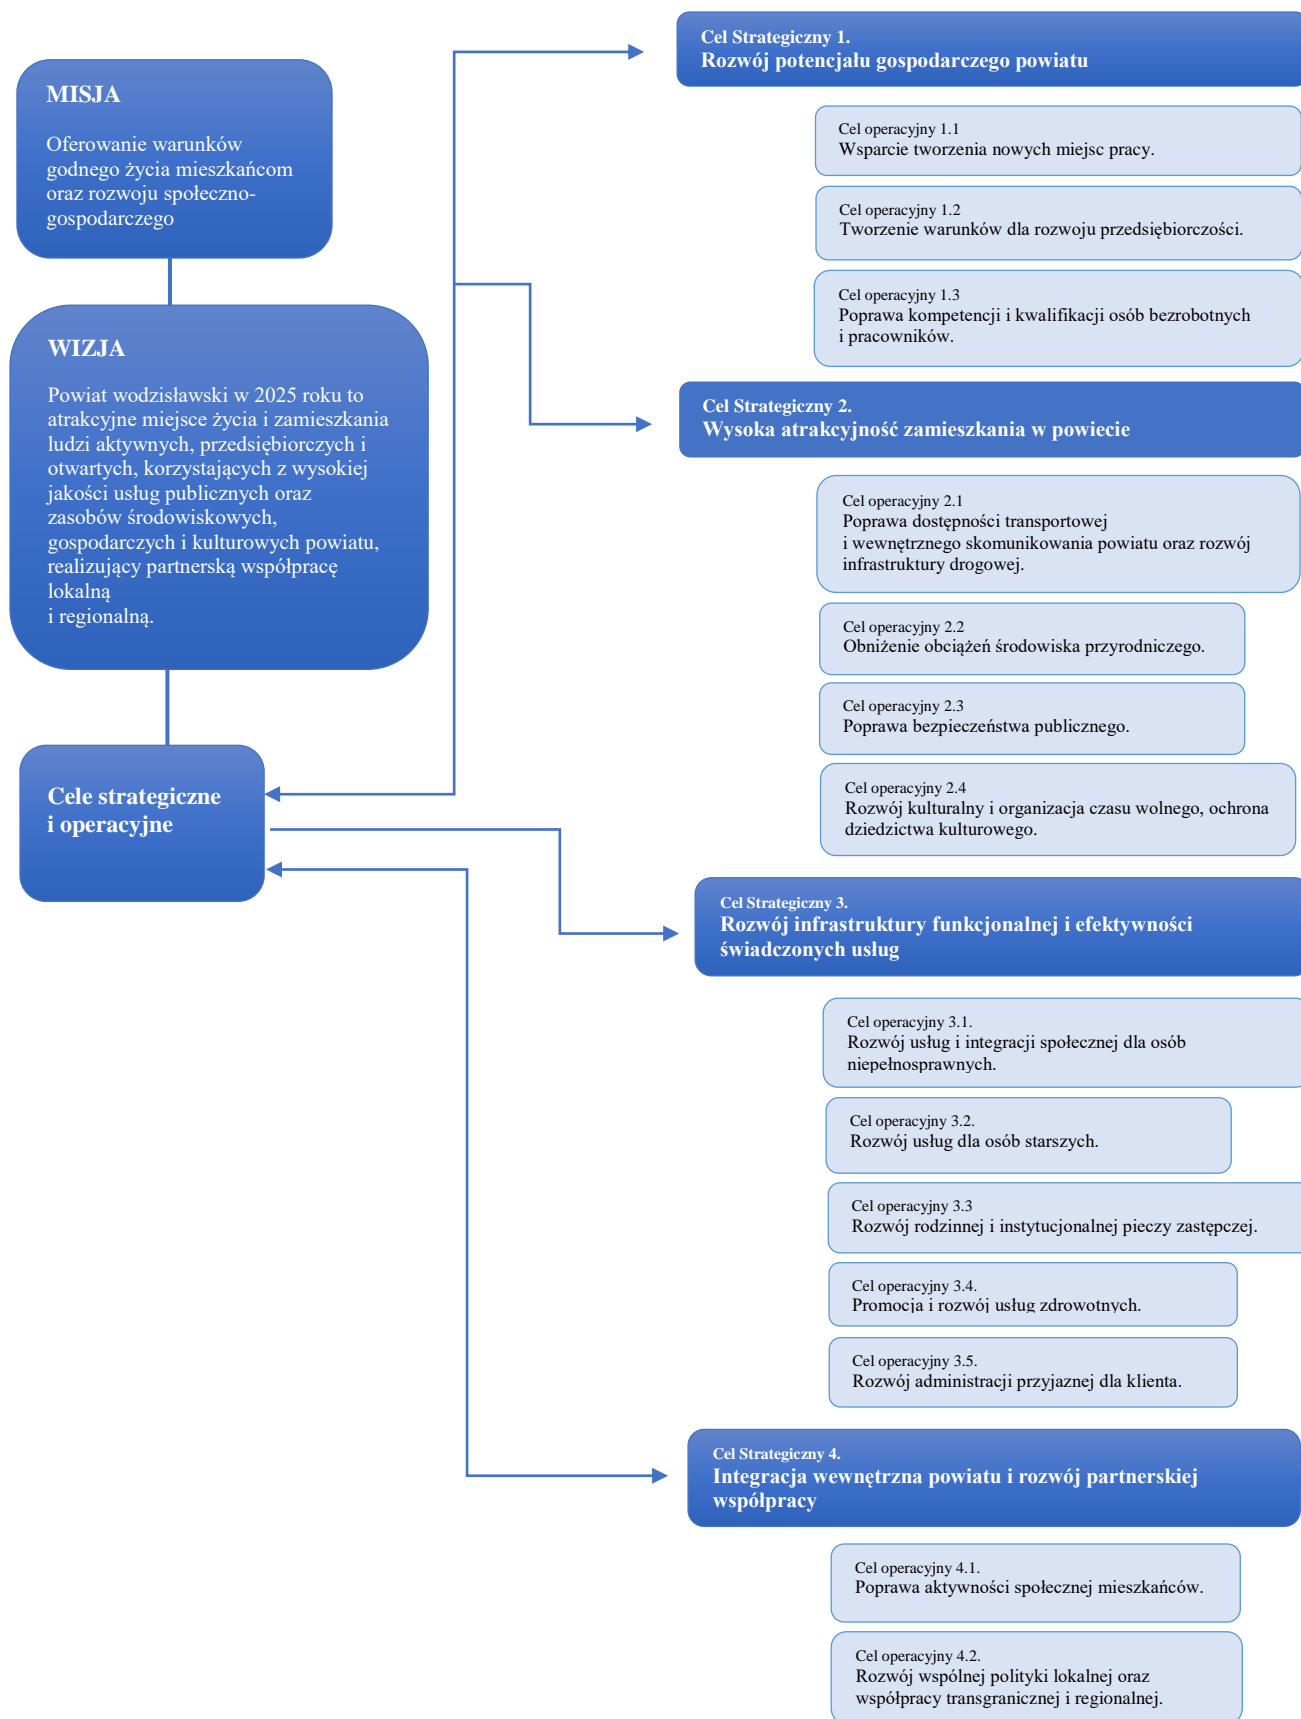 MISJA
Oferowanie warunków
godnego życia mieszkańcom
oraz rozwoju społeczno-
gospodarczego
WIZJA
Powiat wodzisławski w 2025 roku to
atrakcyjne miejsce życia i zamieszkania
ludzi aktywnych, przedsiębiorczych i
otwartych, korzystających z wysokiej
jakości usług publicznych oraz
zasobów środowiskowych,
gospodarczych i kulturowych powiatu,
realizujący partnerską współpracę
lokalną
i regionalną.
Cele strategiczne
i operacyjne
Cel Strategiczny 1.
Rozwój potencjału gospodarczego powiatu
Cel operacyjny 1.1
Wsparcie tworzenia nowych miejsc pracy.
Cel operacyjny 1.2
Tworzenie warunków dla rozwoju przedsiębiorczości.
Cel operacyjny 1.3
Poprawa kompetencji i kwalifikacji osób bezrobotnych
i pracowników.
Cel Strategiczny 2.
Wysoka atrakcyjność zamieszkania w powiecie
Cel operacyjny 2.1
Poprawa dostępności transportowej
i wewnętrznego skomunikowania powiatu oraz rozwój
infrastruktury drogowej.
Cel operacyjny 2.2
Obniżenie obciążeń środowiska przyrodniczego.
Cel operacyjny 2.3
Poprawa bezpieczeństwa publicznego.
Cel operacyjny 2.4
Rozwój kulturalny i organizacja czasu wolnego, ochrona
dziedzictwa kulturowego.
Cel Strategiczny 3.
Rozwój infrastruktury funkcjonalnej i efektywności
świadczonych usług
Cel operacyjny 3.1.
Rozwój usług i integracji społecznej dla osób
niepełnosprawnych.
Cel operacyjny 3.2.
Rozwój usług dla osób starszych.
Cel operacyjny 3.3
Rozwój rodzinnej i instytucjonalnej pieczy zastępczej.
Cel operacyjny 3.4.
Promocja i rozwój usług zdrowotnych.
Cel operacyjny 3.5.
Rozwój administracji przyjaznej dla klienta.
Cel Strategiczny 4.
Integracja wewnętrzna powiatu i rozwój partnerskiej
współpracy
Cel operacyjny 4.1.
Poprawa aktywności społecznej mieszkańców.
Cel operacyjny 4.2.
Rozwój wspólnej polityki lokalnej oraz
współpracy transgranicznej i regionalnej.